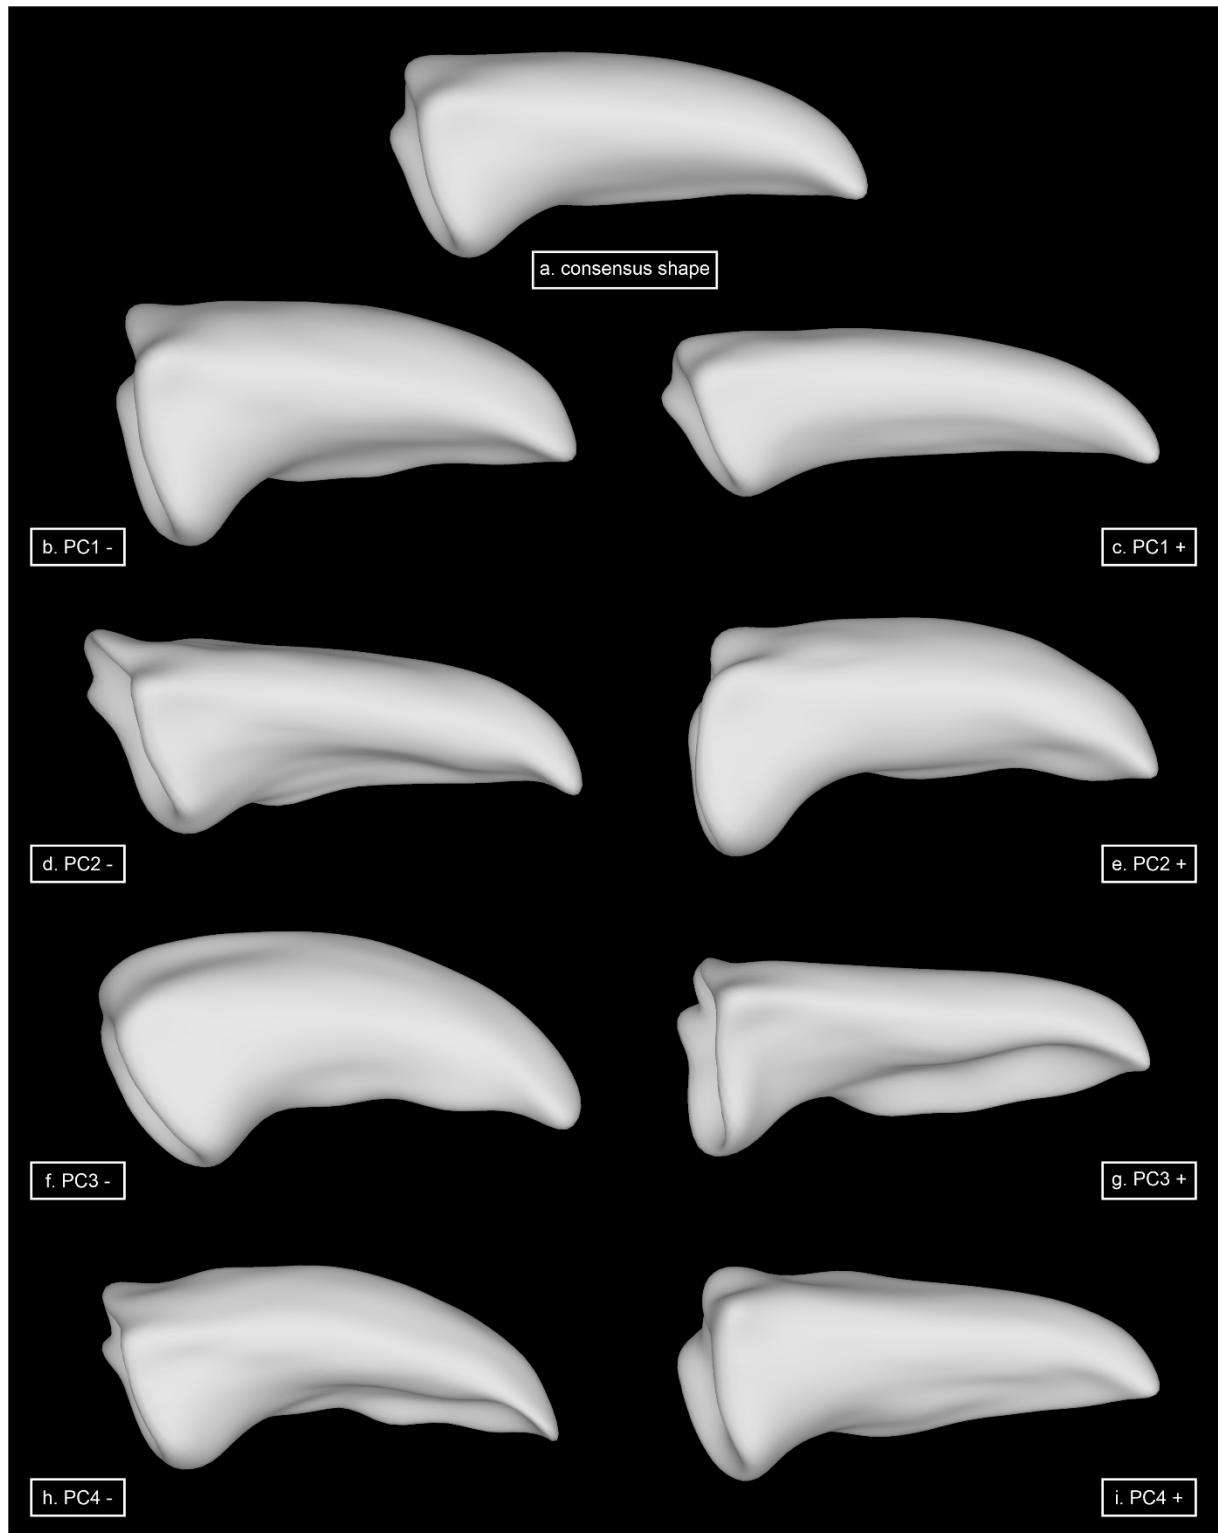 a. consensus shape
b. PC1 -
c. PC1 +
d. PC2 -
e. PC2 +
f. PC3 -
g. PC3 +
h. PC4 -
i. PC4 +